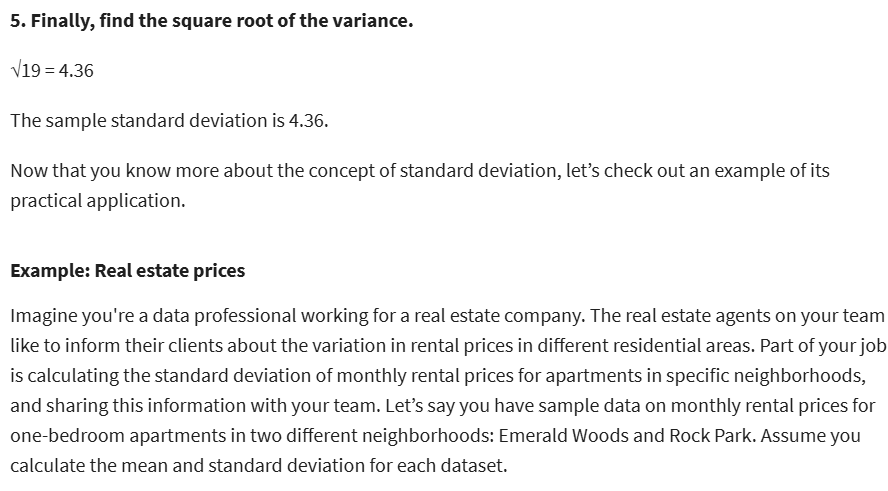 5. Finally, find the square root of the variance.
√19 = 4.36
The sample standard deviation is 4.36.
Now that you know more about the concept of standard deviation, let’s check out an example of its
practical application.
Example: Real estate prices
Imagine you're a data professional working for a real estate company. The real estate agents on your team
like to inform their clients about the variation in rental prices in different residential areas. Part of your job
is calculating the standard deviation of monthly rental prices for apartments in specific neighborhoods,
and sharing this information with your team. Let’s say you have sample data on monthly rental prices for
one-bedroom apartments in two different neighborhoods: Emerald Woods and Rock Park. Assume you
calculate the mean and standard deviation for each dataset.